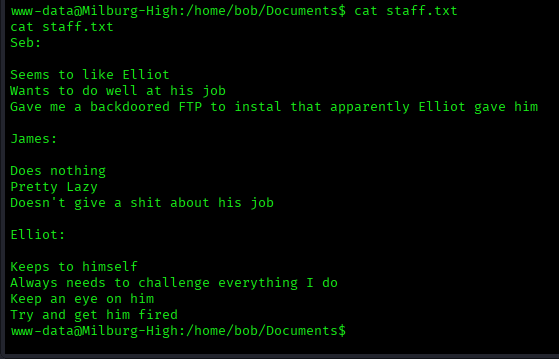 www-data@Milburg-High:/home/bob/Documents$ cat staff.txt
cat staff.txt
Seb:
Seems to like Elliot
Wants to do well at his job
Gave me a backdoored FTP to instal that apparently Elliot gave him
James:
Does nothing
Pretty Lazy
Doesn't give a shit about his job
Elliot:
Keeps to himself
Always needs to challenge everything I do
Keep an eye on him
Try and get him fired
www-data@Milburg-High:/home/bob/Documents$